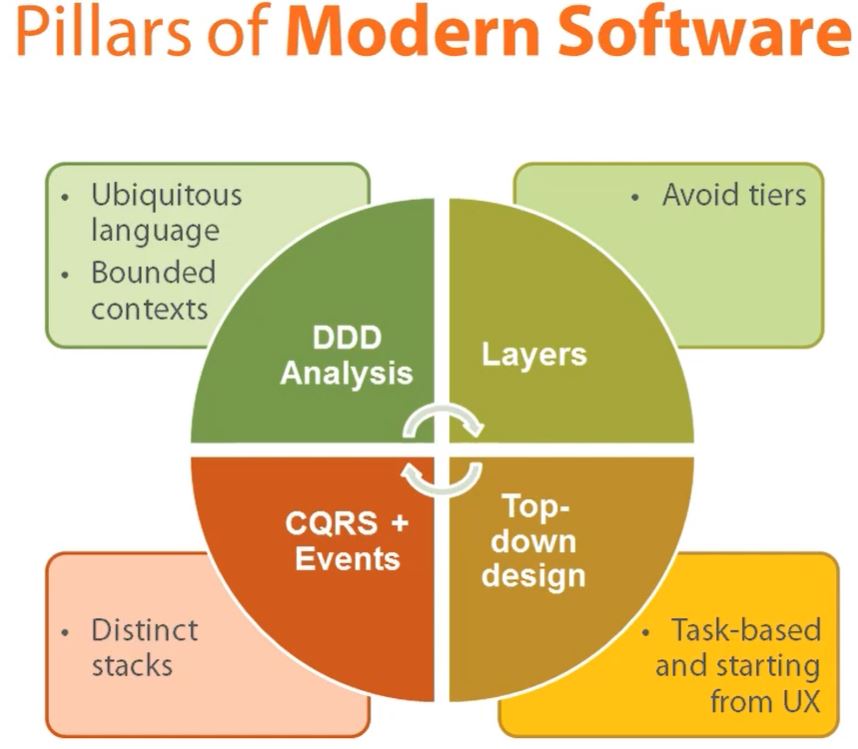 Pillars of Modern Software
• Ubiquitous
language
• Bounded
contexts
• Avoid tiers
DDD
Analysis
Layers
CQRS +
Events
Top-
down
design
• Distinct
stacks
• Task-based
and starting
from UX